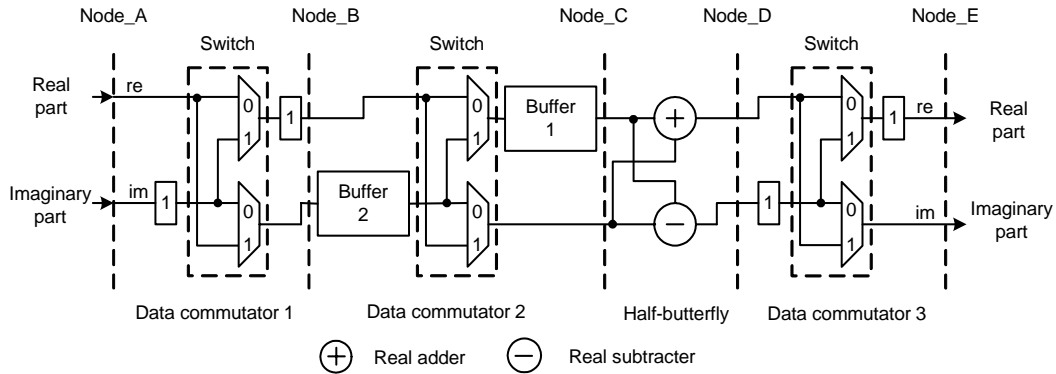 Node_A Node_B Node_C Node_D Node_E
Switch Switch Switch
Real
part
re
0
1
1
Buffer
1
+
0
1
0
1
1
re
Real
part
Imaginary
part
im
1
0
1
Buffer
2
0
1
−
1
0
1
im
Imaginary
part
Data commutator 1 Data commutator 2 Half-butterfly Data commutator 3
+ Real adder − Real subtracter